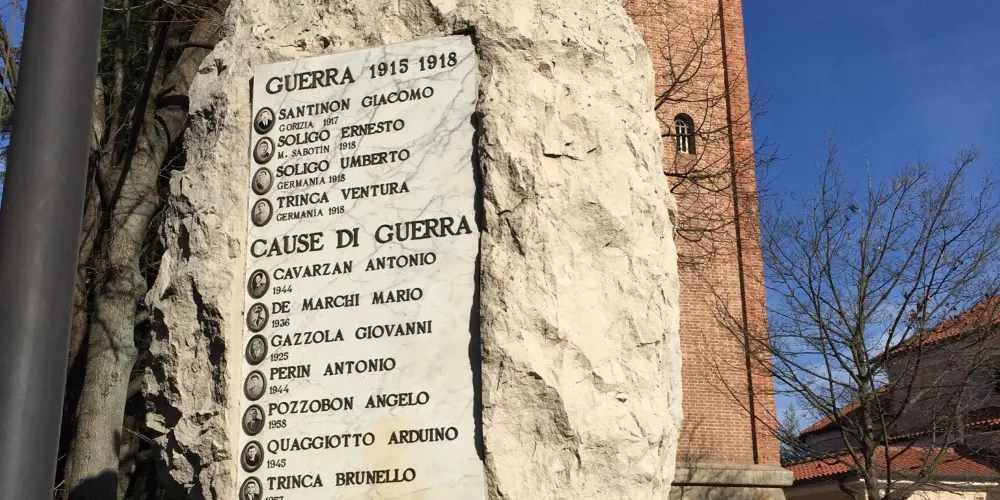 GUERRA 1915 1918
SANTINON GIACOMO
GORIZIA 1917
SOLIGO ERNESTO
M. SABOTIN 1918
SOLIGO UMBERTO
GERMANIA 1918
TRINCA VENTURA
GERMANIA 1918
CAUSE DI GUERRA
CAVARZAN ANTONIO
1944
DE MARCHI MARIO
1936
GAZZOLA GIOVANNI
1925
PERIN ANTONIO
1944
POZZOBON ANGELO
1958
QUAGGIOTTO ARDUINO
1945
TRINCA BRUNELLO